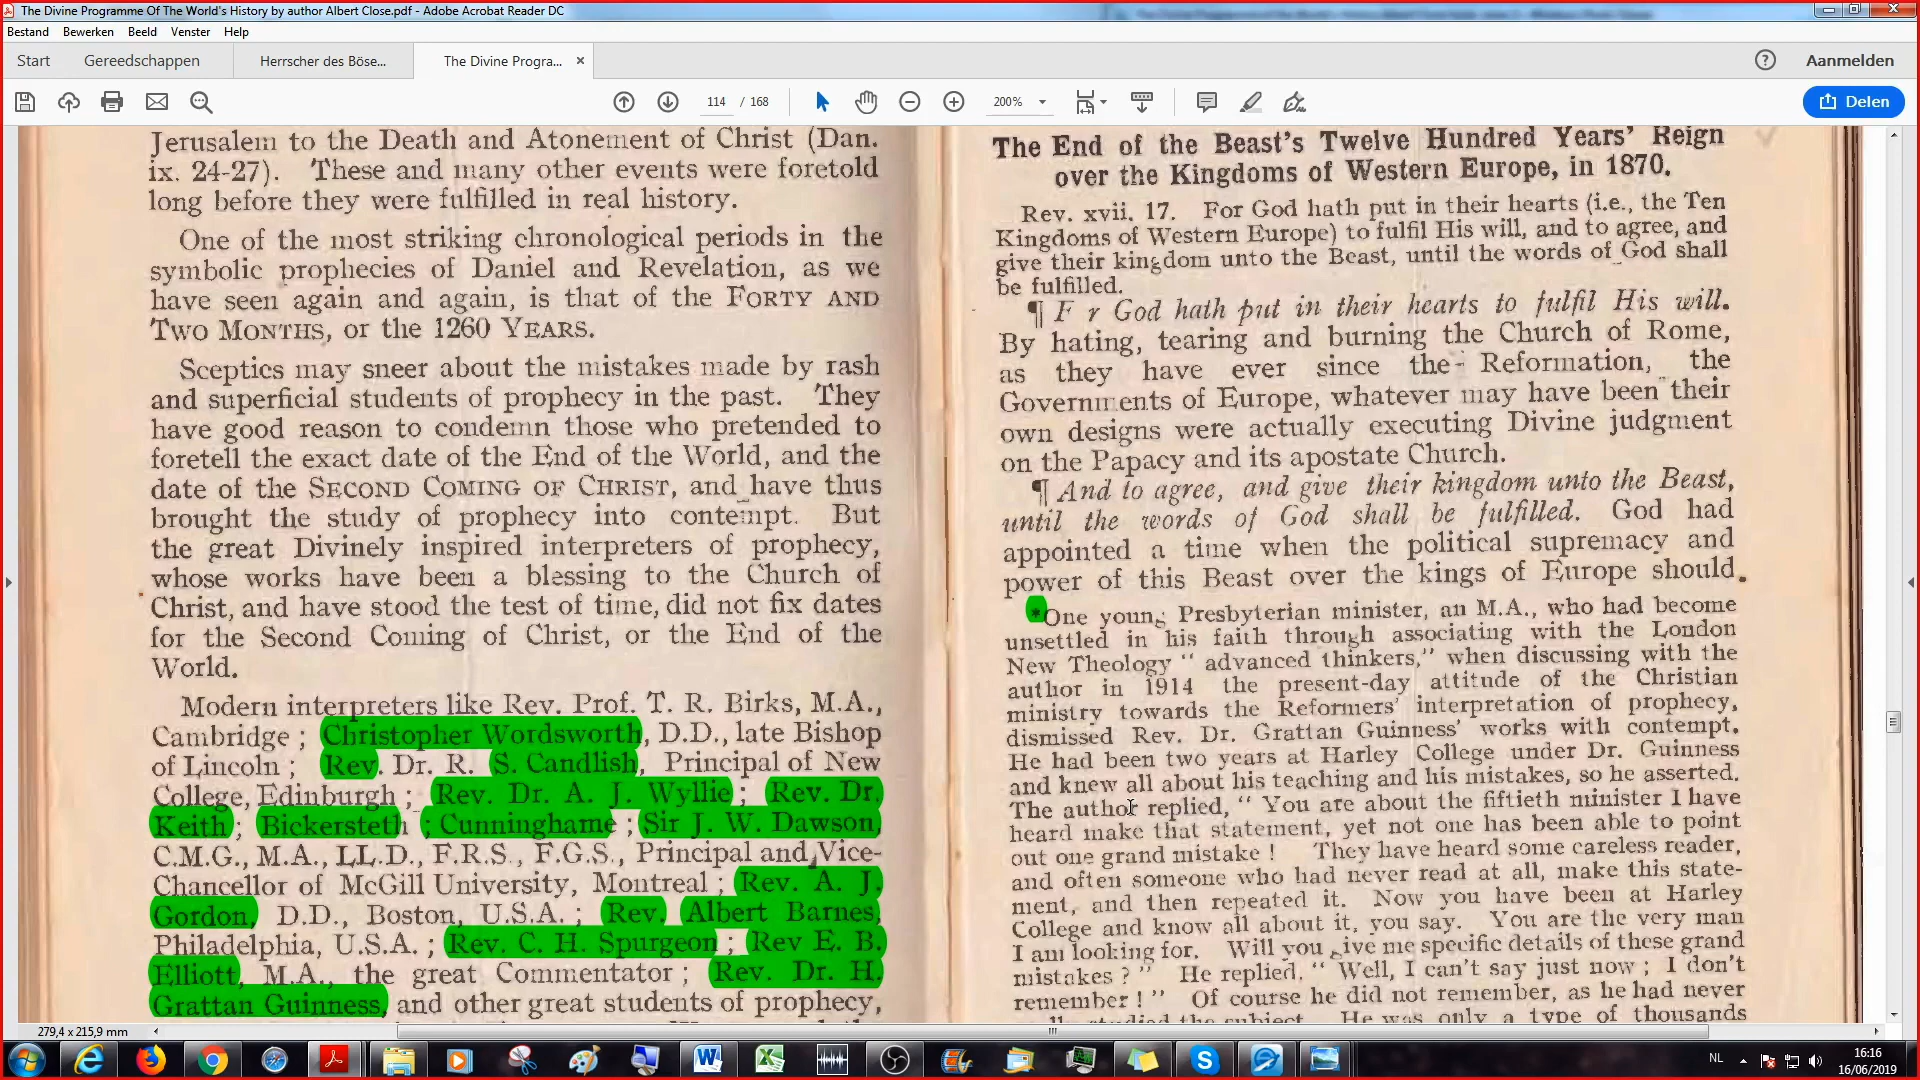 The Divine Programme Of The World's History by author Albert Close.pdf - Adobe Acrobat Reader DC
Bestand Bewerken Beeld Venster Help
Start Gereedschappen Herrscher des Böse... The Divine Progra... × Aanmelden
114 / 168 200% Delen
Jerusalem to the Death and Atonement of Christ (Dan.
ix. 24-27). These and many other events were foretold
long before they were fulfilled in real history.
One of the most striking chronological periods in the
symbolic prophecies of Daniel and Revelation, as we
have seen again and again, is that of the FORTY AND
TWO MONTHS, or the 1260 YEARS.
Sceptics may sneer about the mistakes made by rash
and superficial students of prophecy in the past. They
have good reason to condemn those who pretended to
foretell the exact date of the End of the World, and the
date of the SECOND COMING OF CHRIST, and have thus
brought the study of prophecy into contempt. But
the great Divinely inspired interpreters of prophecy,
whose works have been a blessing to the Church of
Christ, and have stood the test of time, did not fix dates
for the Second Coming of Christ, or the End of the
World.
Modern interpreters like Rev. Prof. T. R. Birks, M.A.,
Cambridge ; Christopher Wordsworth, D.D., late Bishop
of Lincoln ; Rev. Dr. R. S. Candlish, Principal of New
College, Edinburgh ; Rev. Dr. A. J. Wyllie ; Rev. Dr.
Keith ; Bickersteth ; Cunninghame ; Sir J. W. Dawson,
C.M.G., M.A., LL.D., F.R.S., F.G.S., Principal and Vice-
Chancellor of McGill University, Montreal ; Rev. A. J.
Gordon, D.D., Boston, U.S.A. ; Rev. Albert Barnes,
Philadelphia, U.S.A. ; Rev. C. H. Spurgeon ; Rev E. B.
Elliott, M.A., the great Commentator ; Rev. Dr. H.
Grattan Guinness, and other great students of prophecy,
The End of the Beast's Twelve Hundred Years' Reign
over the Kingdoms of Western Europe, in 1870.
Rev. xvii. 17. For God hath put in their hearts (i.e., the Ten
Kingdoms of Western Europe) to fulfil His will, and to agree, and
give their kingdom unto the Beast, until the words of God shall
be fulfilled.
¶ F r God hath put in their hearts to fulfil His will.
By hating, tearing and burning the Church of Rome,
as they have ever since the Reformation, the
Governments of Europe, whatever may have been their
own designs were actually executing Divine judgment
on the Papacy and its apostate Church.
¶ And to agree, and give their kingdom unto the Beast,
until the words of God shall be fulfilled. God had
appointed a time when the political supremacy and
power of this Beast over the kings of Europe should
*One young Presbyterian minister, an M.A., who had become
unsettled in his faith through associating with the London
New Theology " advanced thinkers," when discussing with the
author in 1914 the present-day attitude of the Christian
ministry towards the Reformers' interpretation of prophecy,
dismissed Rev. Dr. Grattan Guinness' works with contempt.
He had been two years at Harley College under Dr. Guinness
and knew all about his teaching and his mistakes, so he asserted.
The author replied, " You are about the fiftieth minister I have
heard make that statement, yet not one has been able to point
out one grand mistake ! They have heard some careless reader,
and often someone who had never read at all, make this state-
ment, and then repeated it. Now you have been at Harley
College and know all about it, you say. You are the very man
I am looking for. Will you give me specific details of these grand
mistakes ? " He replied, " Well, I can't say just now ; I don't
remember ! " Of course he did not remember, as he had never
really studied the subject. He was only a type of thousands
279,4 x 215,9 mm
NL 16:16
16/06/2019